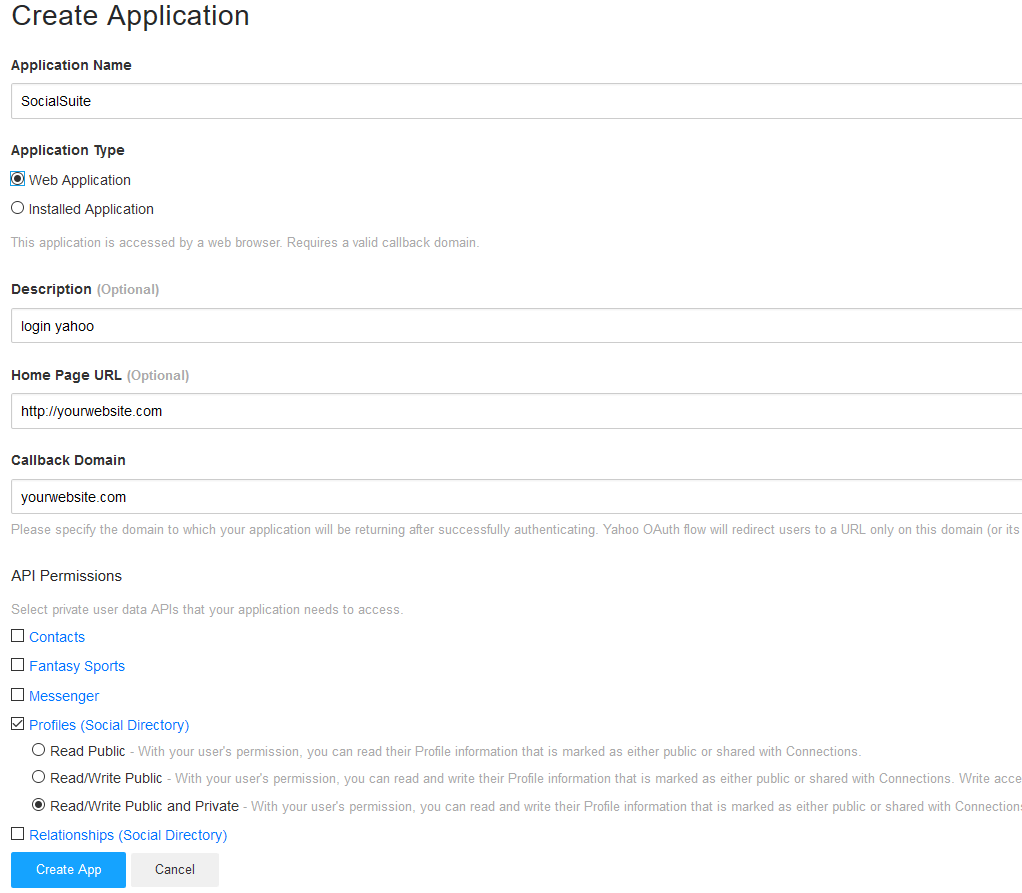 Create Application
Application Name
SocialSuite
Application Type
Web Application
Installed Application
This application is accessed by a web browser. Requires a valid callback domain.
Description (Optional)
login yahoo
Home Page URL (Optional)
http://yourwebsite.com
Callback Domain
yourwebsite.com
Please specify the domain to which your application will be returning after successfully authenticating. Yahoo OAuth flow will redirect users to a URL only on this domain (or its
API Permissions
Select private user data APIs that your application needs to access.
Contacts
Fantasy Sports
Messenger
Profiles (Social Directory)
Read Public - With your user's permission, you can read their Profile information that is marked as either public or shared with Connections.
Read/Write Public - With your user's permission, you can read and write their Profile information that is marked as either public or shared with Connections. Write acce
Read/Write Public and Private - With your user's permission, you can read and write their Profile information that is marked as either public or shared with Connections
Relationships (Social Directory)
Create App Cancel